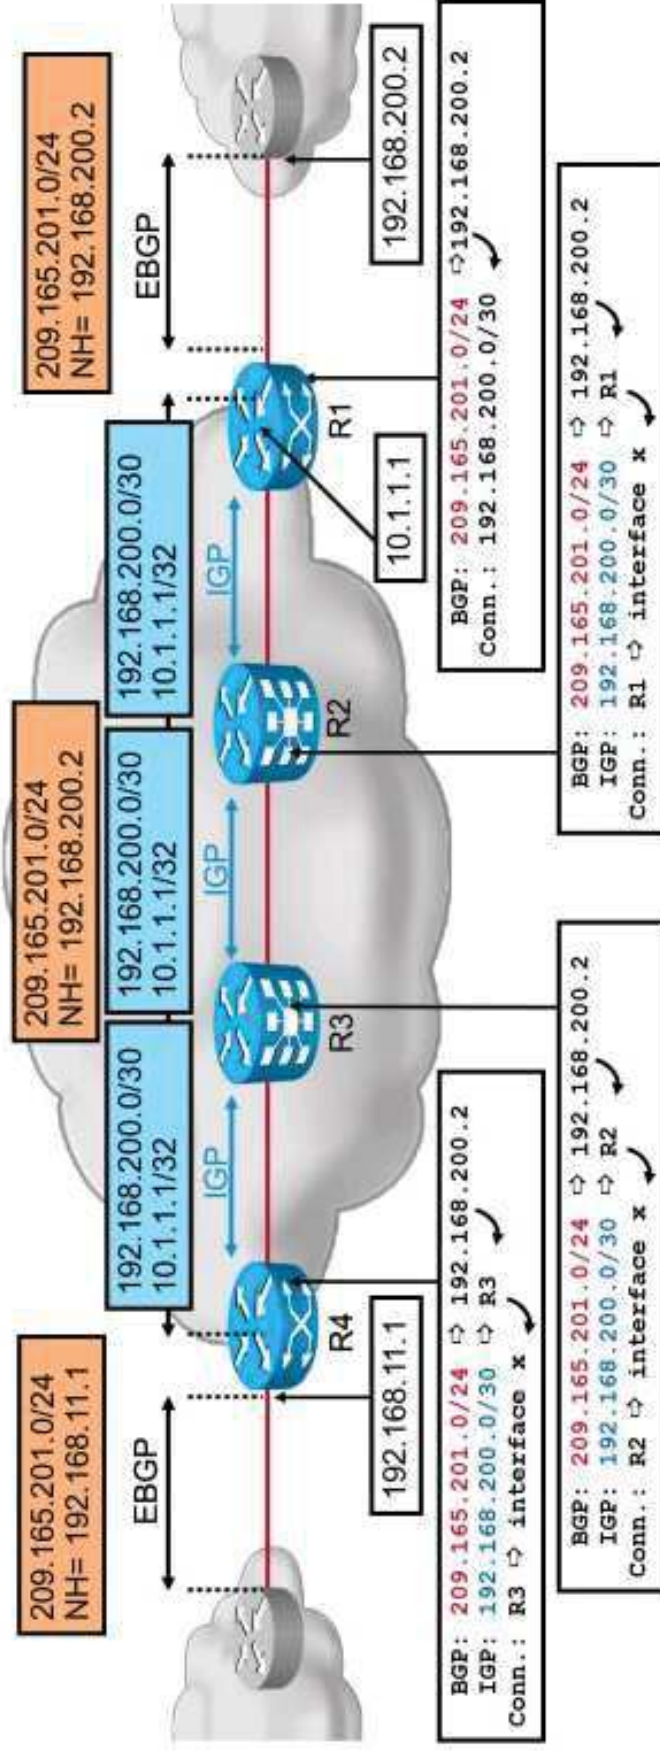 209.165.201.0/24
NH= 192.168.11.1
209.165.201.0/24
NH= 192.168.200.2
209.165.201.0/24
NH= 192.168.200.2
192.168.200.0/30
10.1.1.1/32
192.168.200.0/30
10.1.1.1/32
192.168.200.0/30
10.1.1.1/32
EBGP
EBGP
IGP
IGP
IGP
R4
R3
R2
R1
192.168.11.1
10.1.1.1
192.168.200.2
BGP: 209.165.201.0/24 ⇨ 192.168.200.2
IGP: 192.168.200.0/30 ⇨ R3
Conn.: R3 ⇨ interface x
BGP: 209.165.201.0/24 ⇨192.168.200.2
Conn.: 192.168.200.0/30
BGP: 209.165.201.0/24 ⇨ 192.168.200.2
IGP: 192.168.200.0/30 ⇨ R2
Conn.: R2 ⇨ interface x
BGP: 209.165.201.0/24 ⇨ 192.168.200.2
IGP: 192.168.200.0/30 ⇨ R1
Conn.: R1 ⇨ interface x